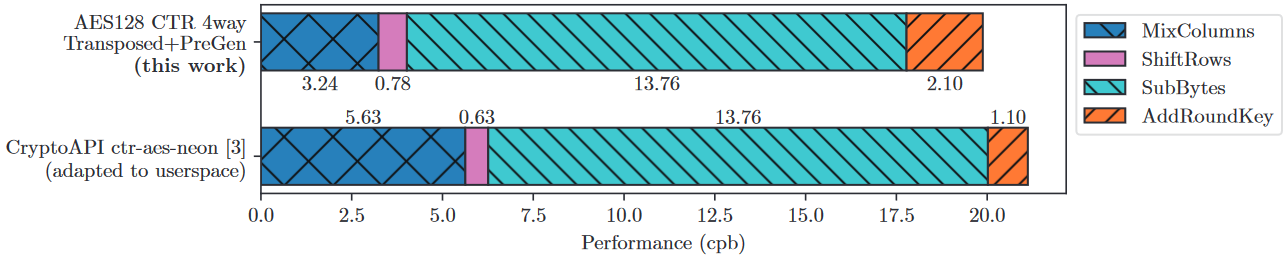 AES128 CTR 4way
Transposed+PreGen
(this work)
3.24 0.78 13.76 2.10
5.63 0.63 13.76 1.10
CryptoAPI ctr-aes-neon [3]
(adapted to userspace)
0.0 2.5 5.0 7.5 10.0 12.5 15.0 17.5 20.0
Performance (cpb)
MixColumns
ShiftRows
SubBytes
AddRoundKey